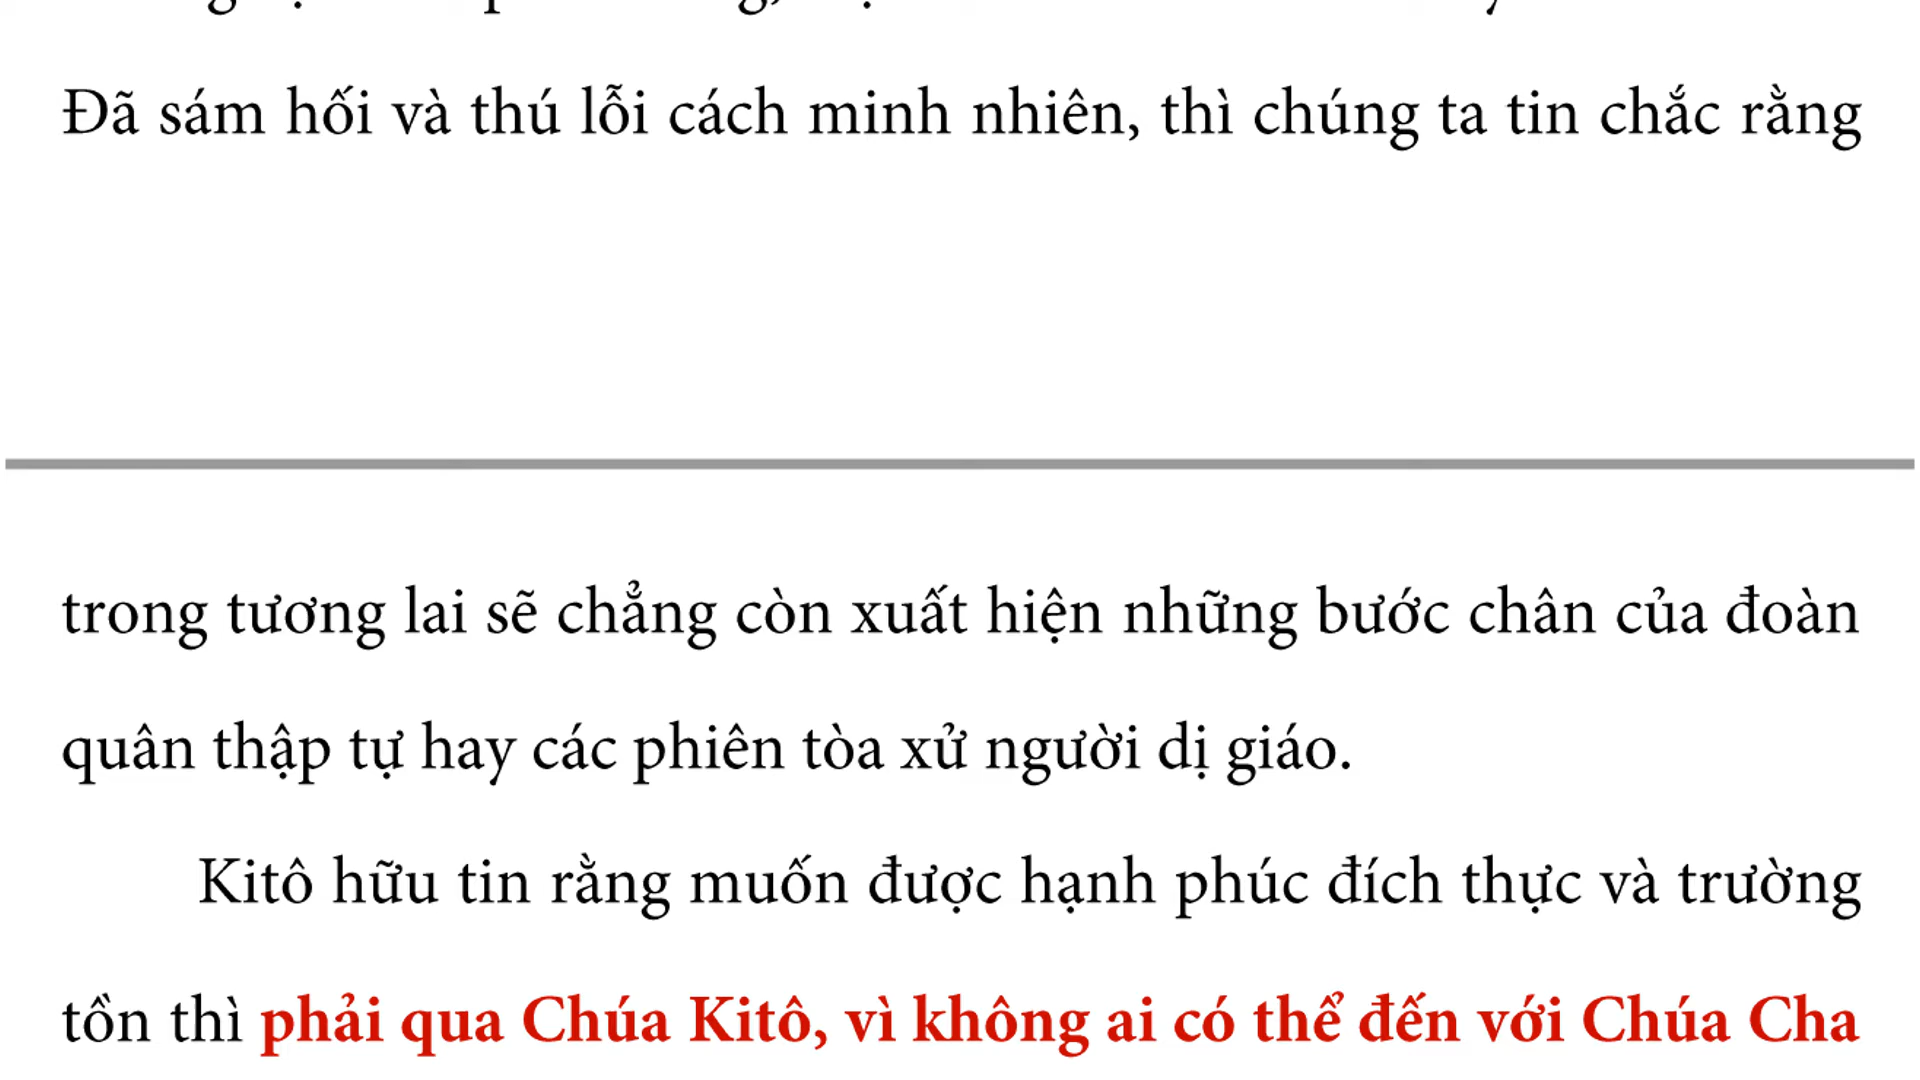 Đã sám hối và thú lỗi cách minh nhiên, thì chúng ta tin chắc rằng
trong tương lai sẽ chẳng còn xuất hiện những bước chân của đoàn
quân thập tự hay các phiên tòa xử người dị giáo.
Kitô hữu tin rằng muốn được hạnh phúc đích thực và trường
tồn thì phải qua Chúa Kitô, vì không ai có thể đến với Chúa Cha